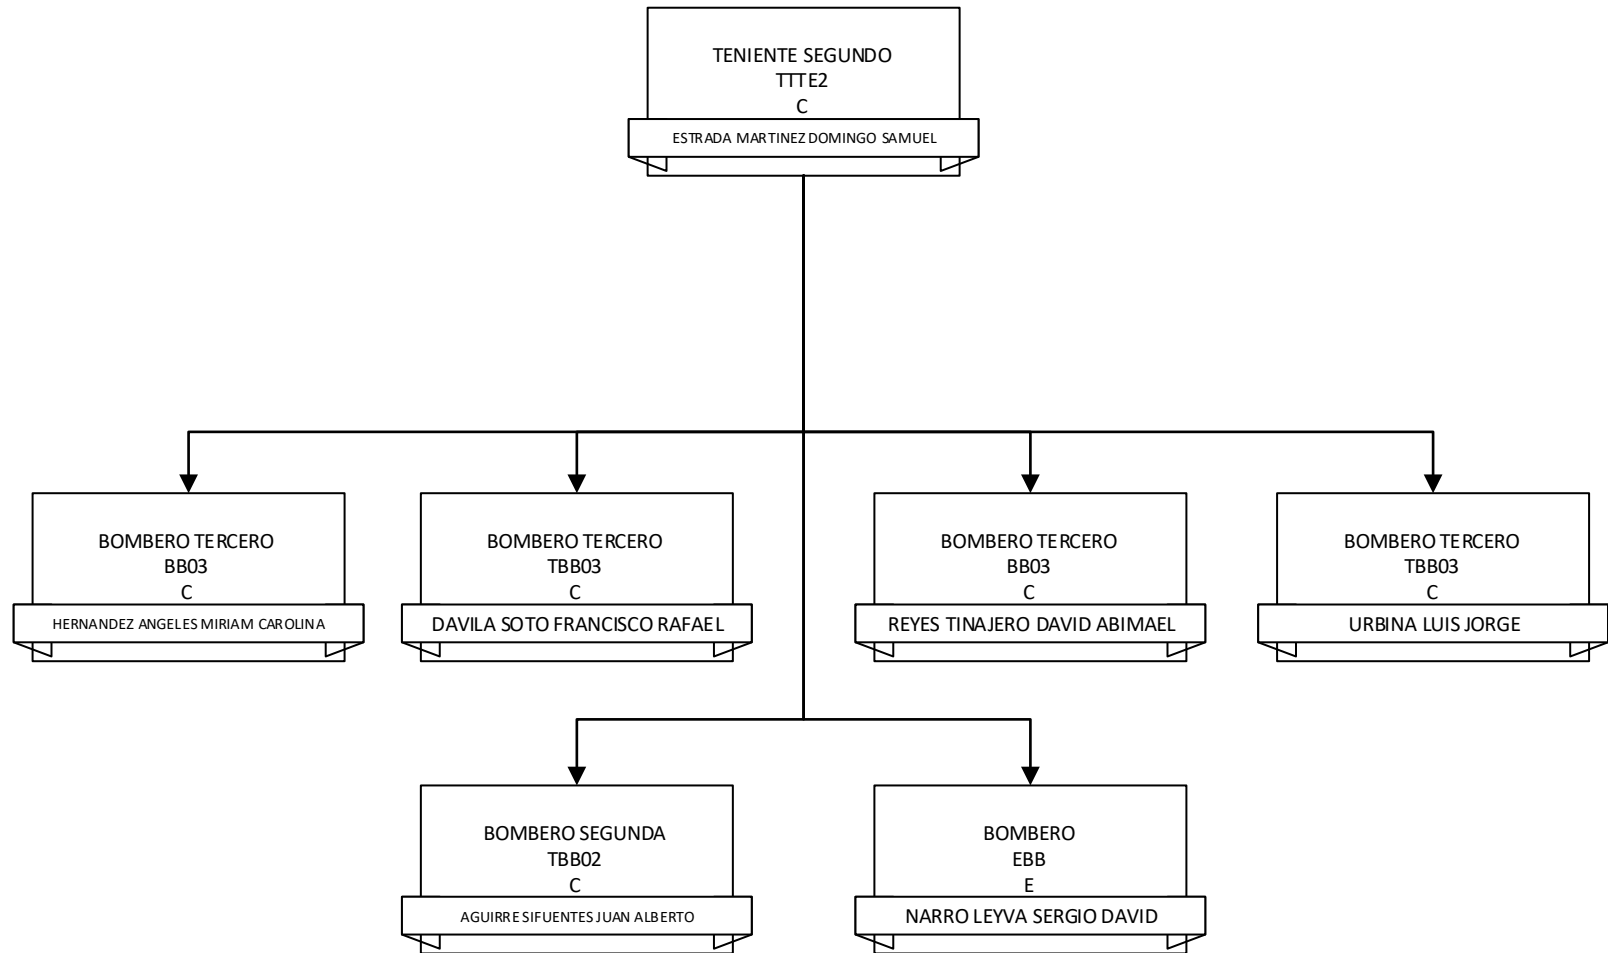 TENIENTE SEGUNDO
TTTE2
C
ESTRADA MARTINEZ DOMINGO SAMUEL
BOMBERO TERCERO
BB03
C
HERNANDEZ ANGELES MIRIAM CAROLINA
BOMBERO TERCERO
TBB03
C
DAVILA SOTO FRANCISCO RAFAEL
BOMBERO TERCERO
BB03
C
REYES TINAJERO DAVID ABIMAEL
BOMBERO TERCERO
TBB03
C
URBINA LUIS JORGE
BOMBERO SEGUNDA
TBB02
C
AGUIRRE SIFUENTES JUAN ALBERTO
BOMBERO
EBB
E
NARRO LEYVA SERGIO DAVID